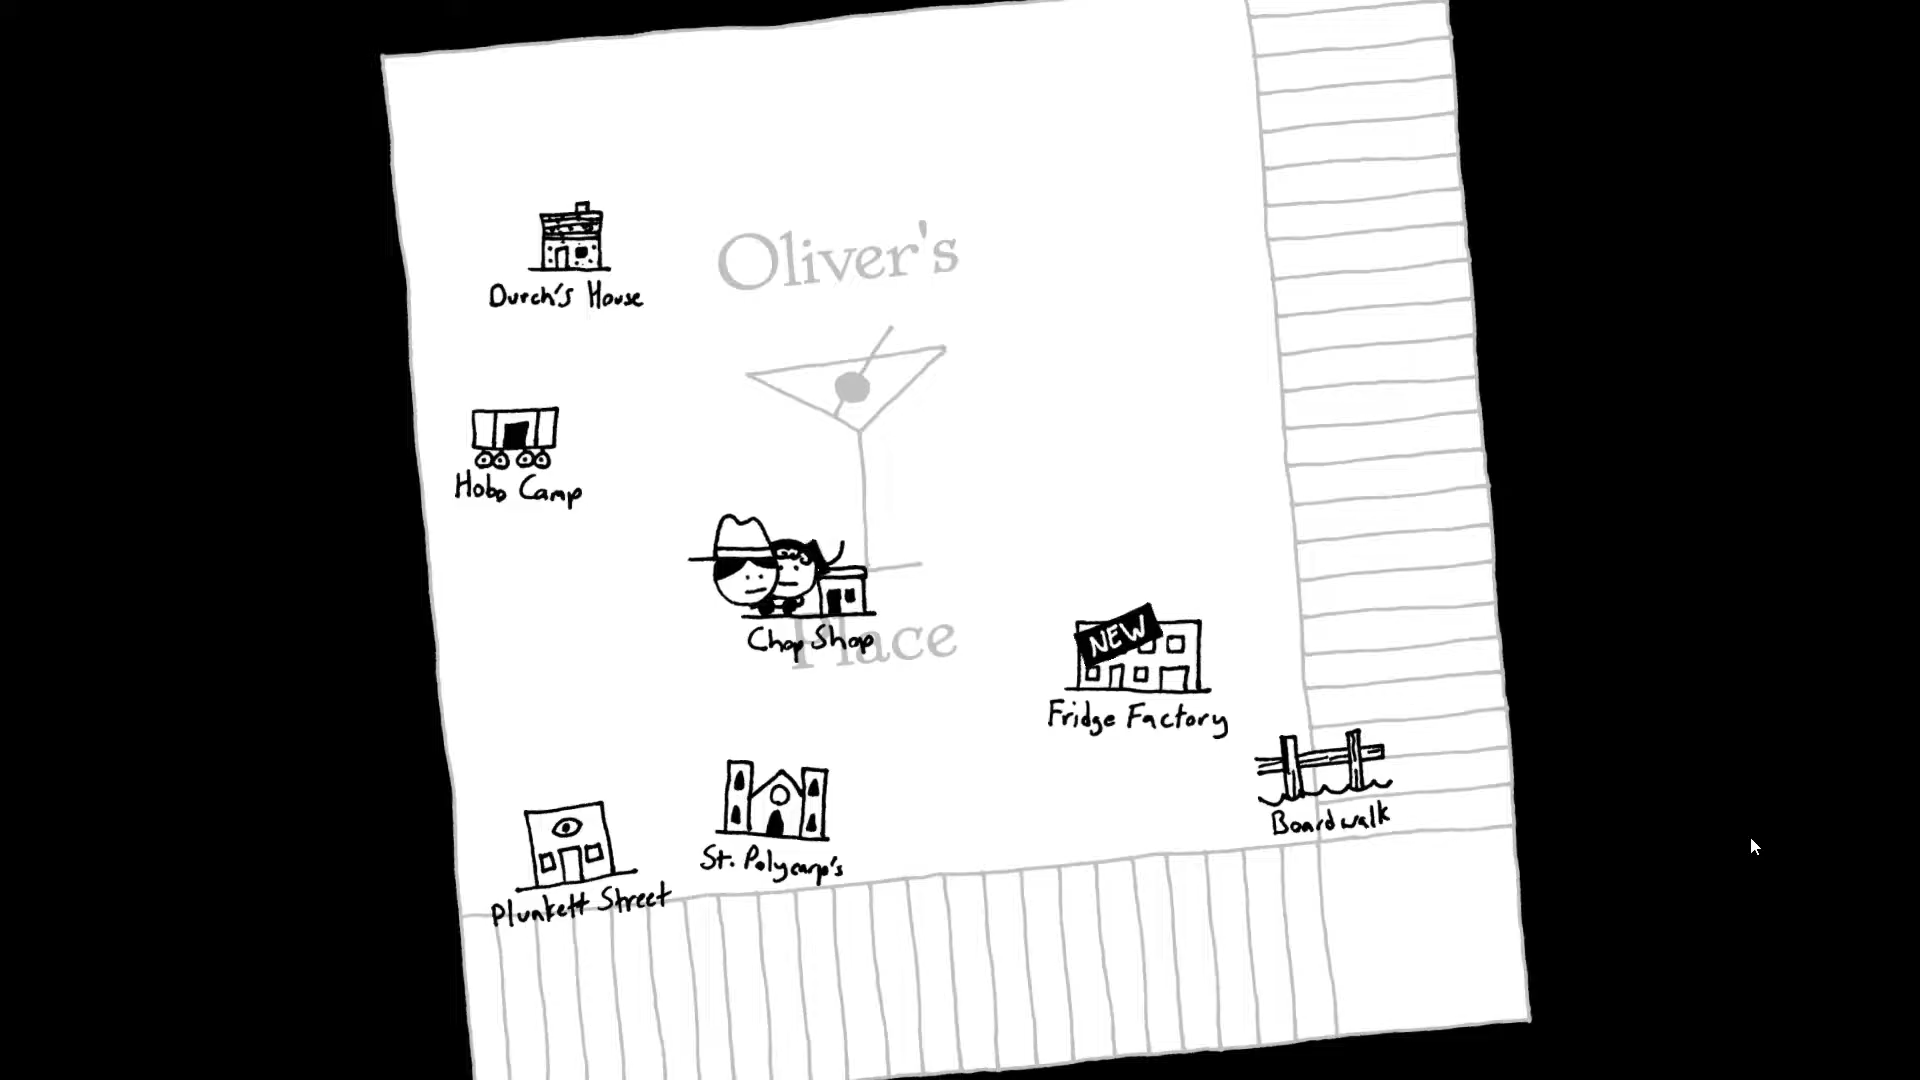 Oliver's
Durch's House
Hobo Camp
Place
Chop Shop
NEW
Fridge Factory
Boardwalk
St. Polycarp's
Plunkett Street